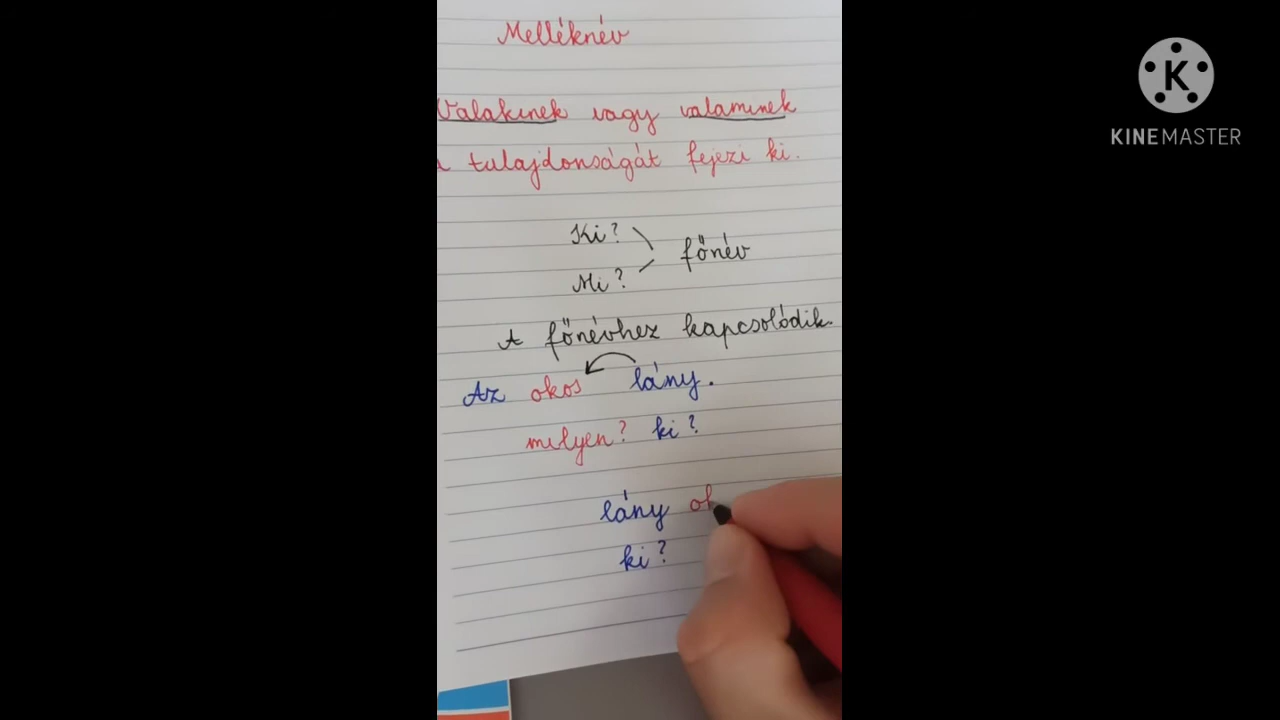 Melléknév
Valakinek vagy valaminek
a tulajdonságát fejezi ki.
Ki?
főnév
Mi?
A főnévhez kapcsolódik.
Az okos lány.
milyen? ki?
lány ok
ki?
K
KINEMASTER